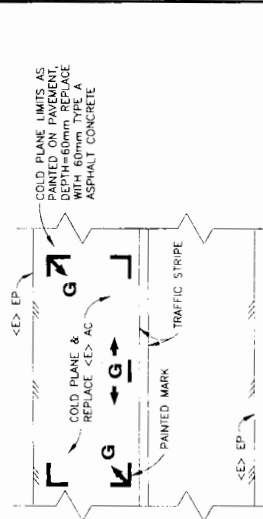 COLD PLANE LIMITS AS
PAINTED ON PAVEMENT,
DEPTH=60mm REPLACE
WITH 60mm TYPE A
ASPHALT CONCRETE
<E> EP
G
COLD PLANE &
REPLACE <E> AC
G
G
TRAFFIC STRIPE
PAINTED MARK
<E> EP